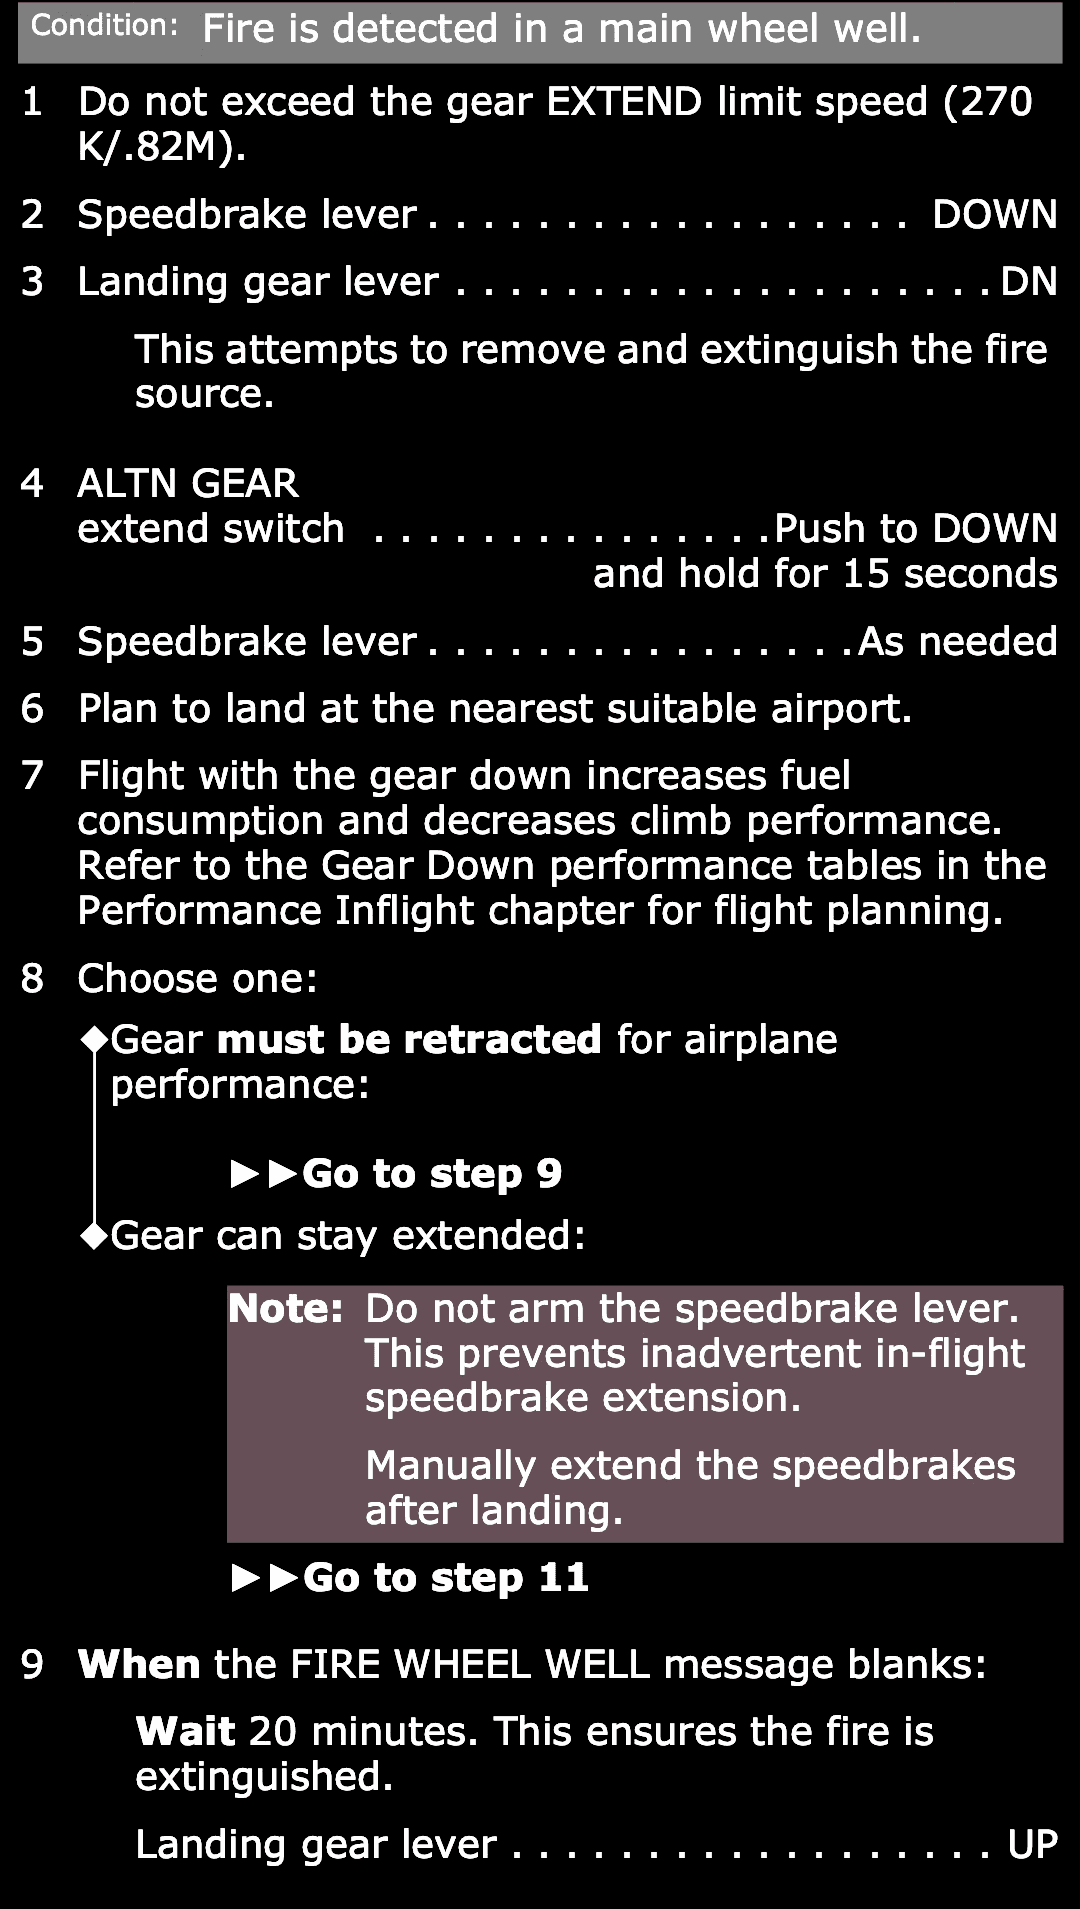 Condition: Fire is detected in a main wheel well.
1 Do not exceed the gear EXTEND limit speed (270
K/.82M).
2 Speedbrake lever . . . . . . . . . . . . . . . . . . DOWN
3 Landing gear lever . . . . . . . . . . . . . . . . . . . . DN
This attempts to remove and extinguish the fire
source.
4 ALTN GEAR
extend switch . . . . . . . . . . . . . . . Push to DOWN
and hold for 15 seconds
5 Speedbrake lever . . . . . . . . . . . . . . . . As needed
6 Plan to land at the nearest suitable airport.
7 Flight with the gear down increases fuel
consumption and decreases climb performance.
Refer to the Gear Down performance tables in the
Performance Inflight chapter for flight planning.
8 Choose one:
◆Gear must be retracted for airplane
performance:
►►Go to step 9
◆Gear can stay extended:
Note: Do not arm the speedbrake lever.
This prevents inadvertent in-flight
speedbrake extension.
Manually extend the speedbrakes
after landing.
►►Go to step 11
9 When the FIRE WHEEL WELL message blanks:
Wait 20 minutes. This ensures the fire is
extinguished.
Landing gear lever . . . . . . . . . . . . . . . . . . UP